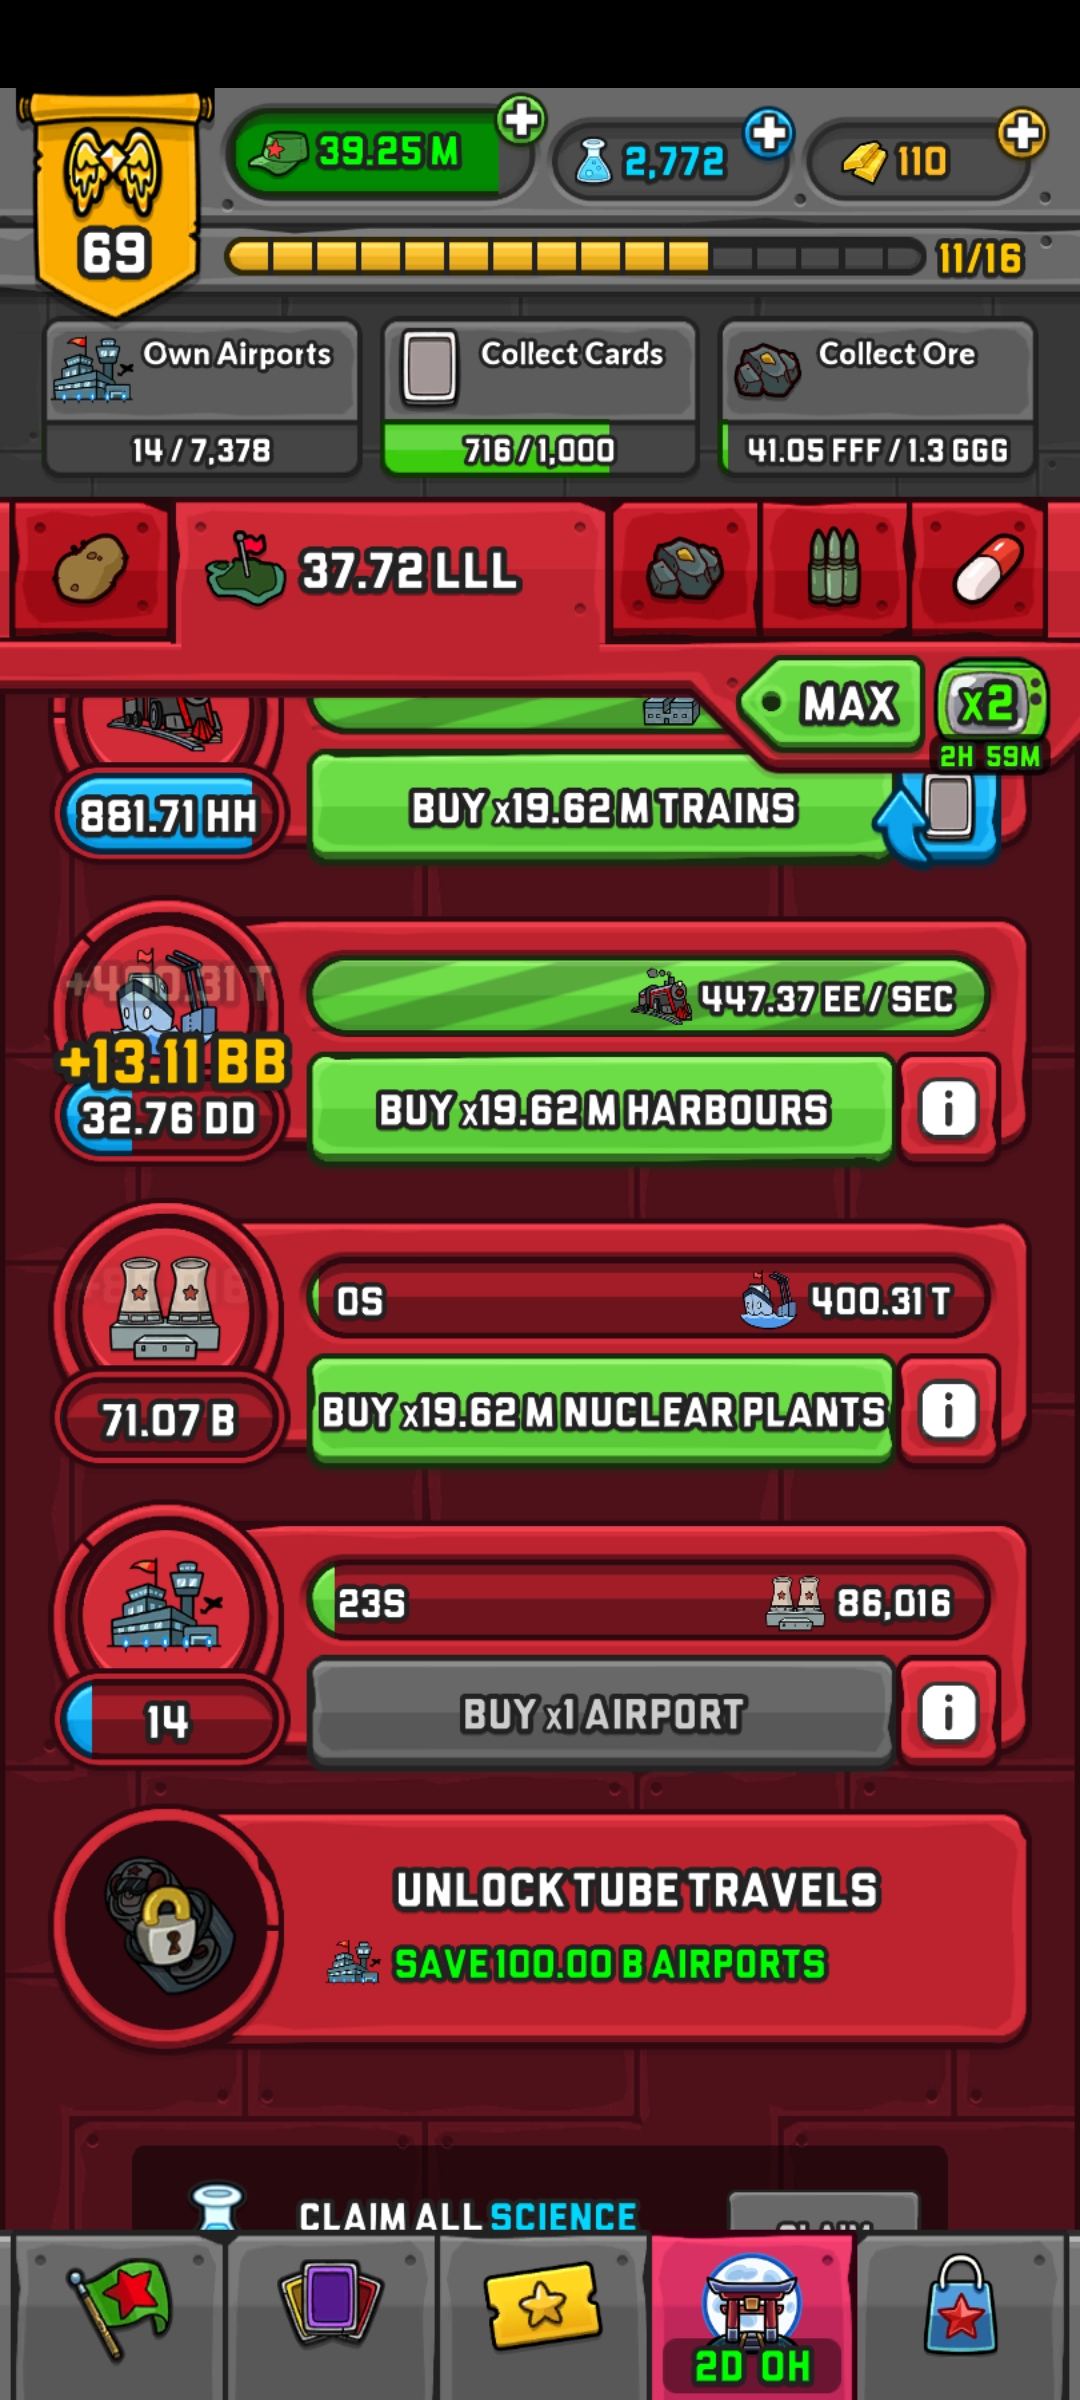 39.25 M
2,772
110
69
11/16
Own Airports
14 / 7,378
Collect Cards
716 / 1,000
Collect Ore
41.05 FFF / 1.3 GGG
37.72 LLL
MAX
x2
2H 59M
881.71 HH
BUY x19.62 M TRAINS
+400.31 T
+13.11 BB
32.76 DD
447.37 EE / SEC
BUY x19.62 M HARBOURS
i
0S
400.31 T
71.07 B
BUY x19.62 M NUCLEAR PLANTS
i
23S
86,016
14
BUY x1 AIRPORT
i
UNLOCK TUBE TRAVELS
SAVE 100.00 B AIRPORTS
CLAIM ALL SCIENCE
CLAIM
2D 0H